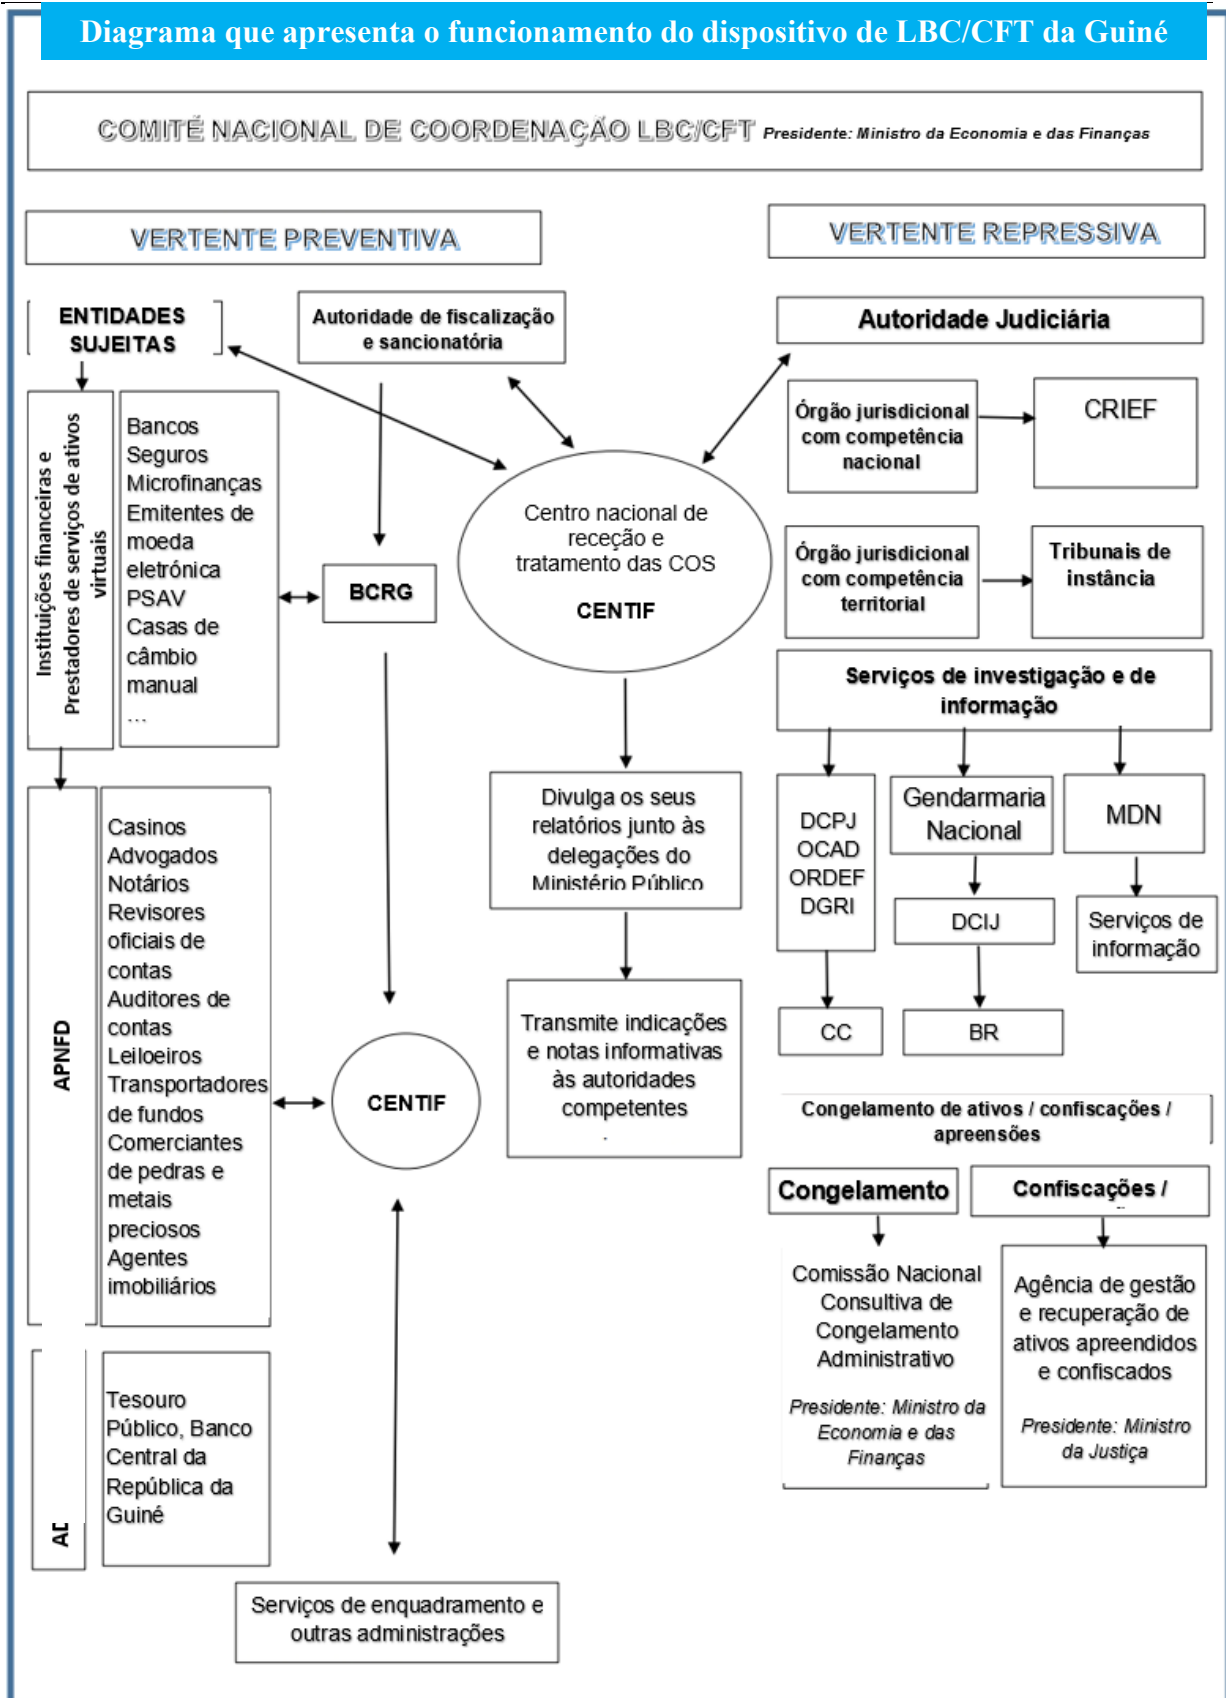 Diagrama que apresenta o funcionamento do dispositivo de LBC/CFT da Guiné
COMITÉ NACIONAL DE COORDENAÇÃO LBC/CFT Presidente: Ministro da Economia e das Finanças
VERTENTE PREVENTIVA
ENTIDADES
SUJEITAS
Autoridade de fiscalização
e sancionatória
Instituições financeiras e
Prestadores de serviços de ativos
virtuais
Bancos
Seguros
Microfinanças
Emitentes de
moeda
eletrónica
PSAV
Casas de
câmbio
manual
...
BCRG
Centro nacional de
receção e
tratamento das COS
CENTIF
Divulga os seus
relatórios junto às
delegações do
Ministério Público
Transmite indicações
e notas informativas
às autoridades
competentes
.
APNFD
Casinos
Advogados
Notários
Revisores
oficiais de
contas
Auditores de
contas
Leiloeiros
Transportadores
de fundos
Comerciantes
de pedras e
metais
preciosos
Agentes
imobiliários
CENTIF
Tesouro
Público, Banco
Central da
República da
Guiné
Serviços de enquadramento e
outras administrações
VERTENTE REPRESSIVA
Autoridade Judiciária
Órgão jurisdicional
com competência
nacional
CRIEF
Órgão jurisdicional
com competência
territorial
Tribunais de
instância
Serviços de investigação e de
informação
DCPJ
OCAD
ORDEF
DGRI
CC
Gendarmaria
Nacional
DCIJ
BR
MDN
Serviços de
informação
Congelamento de ativos / confiscações /
apreensões
Congelamento
Comissão Nacional
Consultiva de
Congelamento
Administrativo
Presidente: Ministro da
Economia e das
Finanças
Confiscações /
Agência de gestão
e recuperação de
ativos apreendidos
e confiscados
Presidente: Ministro
da Justiça